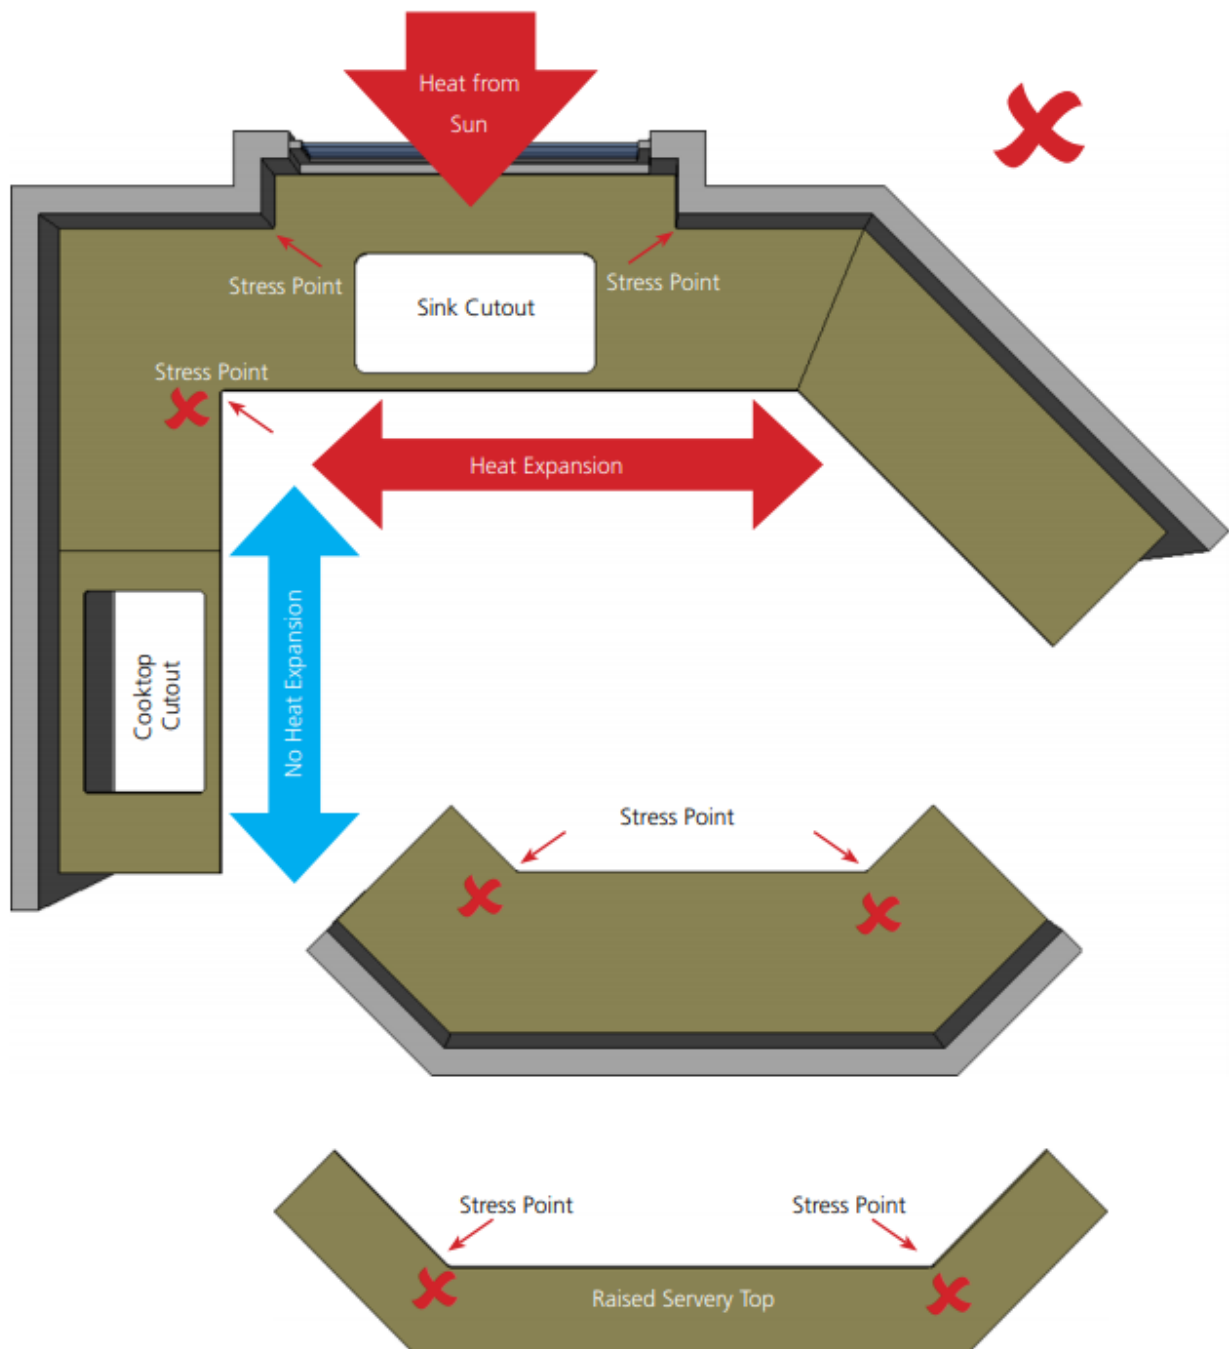 Heat from
Sun
Stress Point
Stress Point
Sink Cutout
Stress Point
Heat Expansion
No Heat Expansion
Cooktop
Cutout
Stress Point
Stress Point
Stress Point
Raised Servery Top